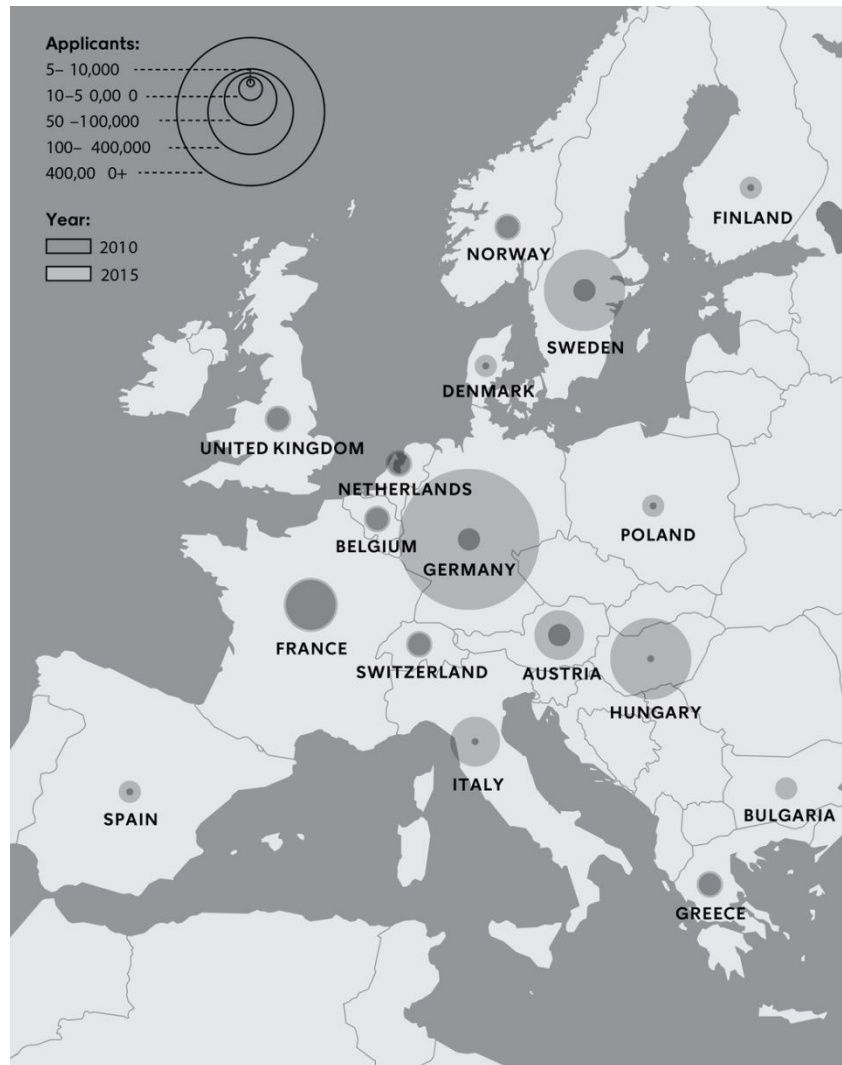 Applicants:
5– 10,000
10–5 0,00 0
50 –100,000
100– 400,000
400,00 0+
Year:
2010
2015
FINLAND
NORWAY
SWEDEN
DENMARK
UNITED KINGDOM
NETHERLANDS
POLAND
BELGIUM
GERMANY
FRANCE
SWITZERLAND
AUSTRIA
HUNGARY
ITALY
SPAIN
BULGARIA
GREECE